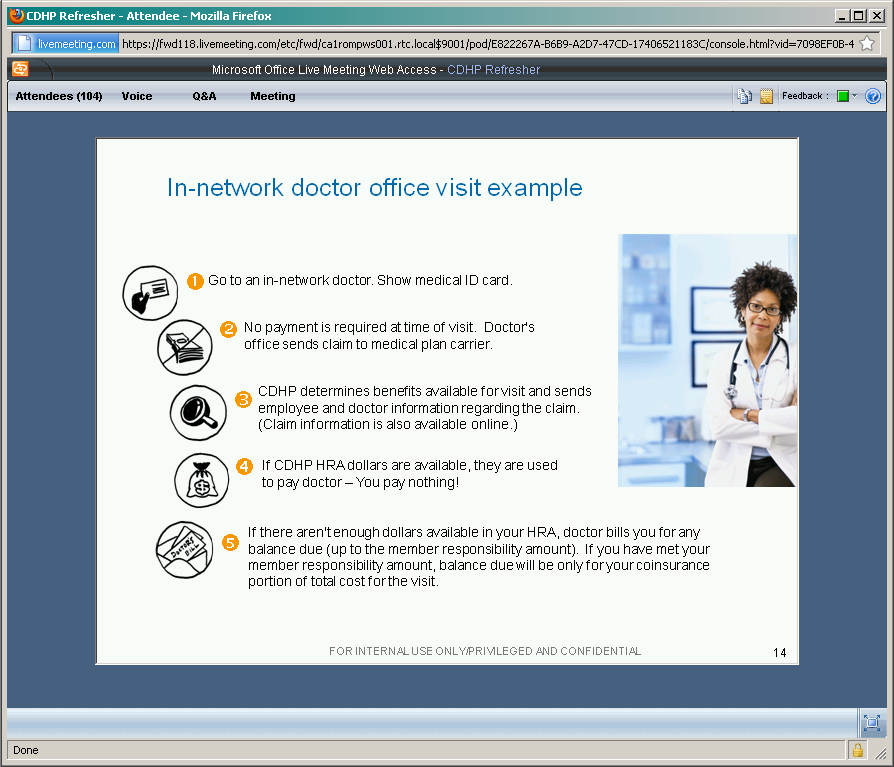 CDHP Refresher - Attendee - Mozilla Firefox
livemeeting.com https://fwd118.livemeeting.com/etc/fwd/ca1rompws001.rtc.local$9001/pod/E822267A-B6B9-A2D7-47CD-17406521183C/console.html?vid=7098EF0B-4
Microsoft Office Live Meeting Web Access - CDHP Refresher
Attendees (104) Voice Q&A Meeting Feedback :
In-network doctor office visit example
1 Go to an in-network doctor. Show medical ID card.
2 No payment is required at time of visit. Doctor's
office sends claim to medical plan carrier.
3 CDHP determines benefits available for visit and sends
employee and doctor information regarding the claim.
(Claim information is also available online.)
4 If CDHP HRA dollars are available, they are used
to pay doctor – You pay nothing!
DOCTORS
BILL
5 If there aren't enough dollars available in your HRA, doctor bills you for any
balance due (up to the member responsibility amount). If you have met your
member responsibility amount, balance due will be only for your coinsurance
portion of total cost for the visit.
FOR INTERNAL USE ONLY/PRIVILEGED AND CONFIDENTIAL
14
Done